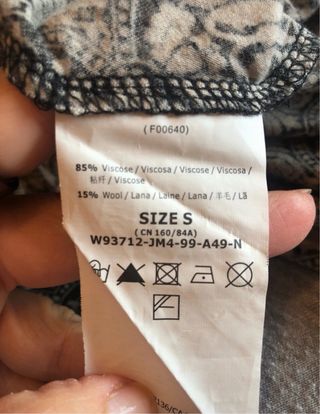 (F00640)
85% Viscose / Viscosa / Viscose / Viscosa /
粘纤 / Viscose
15% Wool / Lana / Laine / Lana / 羊毛 / Lã
SIZE S
( CN 160/84A)
W93712-JM4-99-A49-N